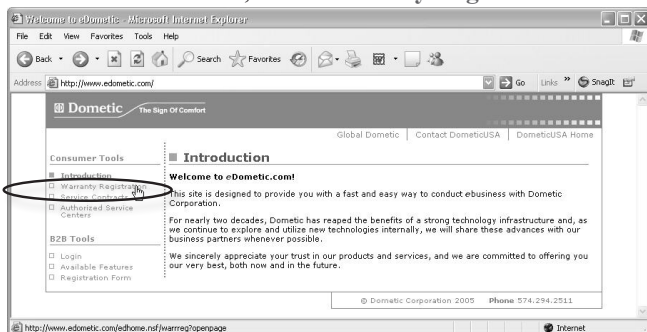 Welcome to eDometic - Microsoft Internet Explorer
File Edit View Favorites Tools Help
Back Search Favorites
Address http://www.edometic.com/ Go Links » SnagIt
Dometic The Sign Of Comfort
Global Dometic | Contact DometicUSA | DometicUSA Home
Consumer Tools
Introduction
Warranty Registration
Service Contracts
Authorized Service
Centers
B2B Tools
Login
Available Features
Registration Form
Introduction
Welcome to eDometic.com!
This site is designed to provide you with a fast and easy way to conduct ebusiness with Dometic
Corporation.
For nearly two decades, Dometic has reaped the benefits of a strong technology infrastructure and, as
we continue to explore and utilize new technologies internally, we will share these advances with our
business partners whenever possible.
We sincerely appreciate your trust in our products and services, and we are committed to offering you
our very best, both now and in the future.
© Dometic Corporation 2005 Phone 574.294.2511
http://www.edometic.com/edhome.nsf/warrreg?openpage Internet